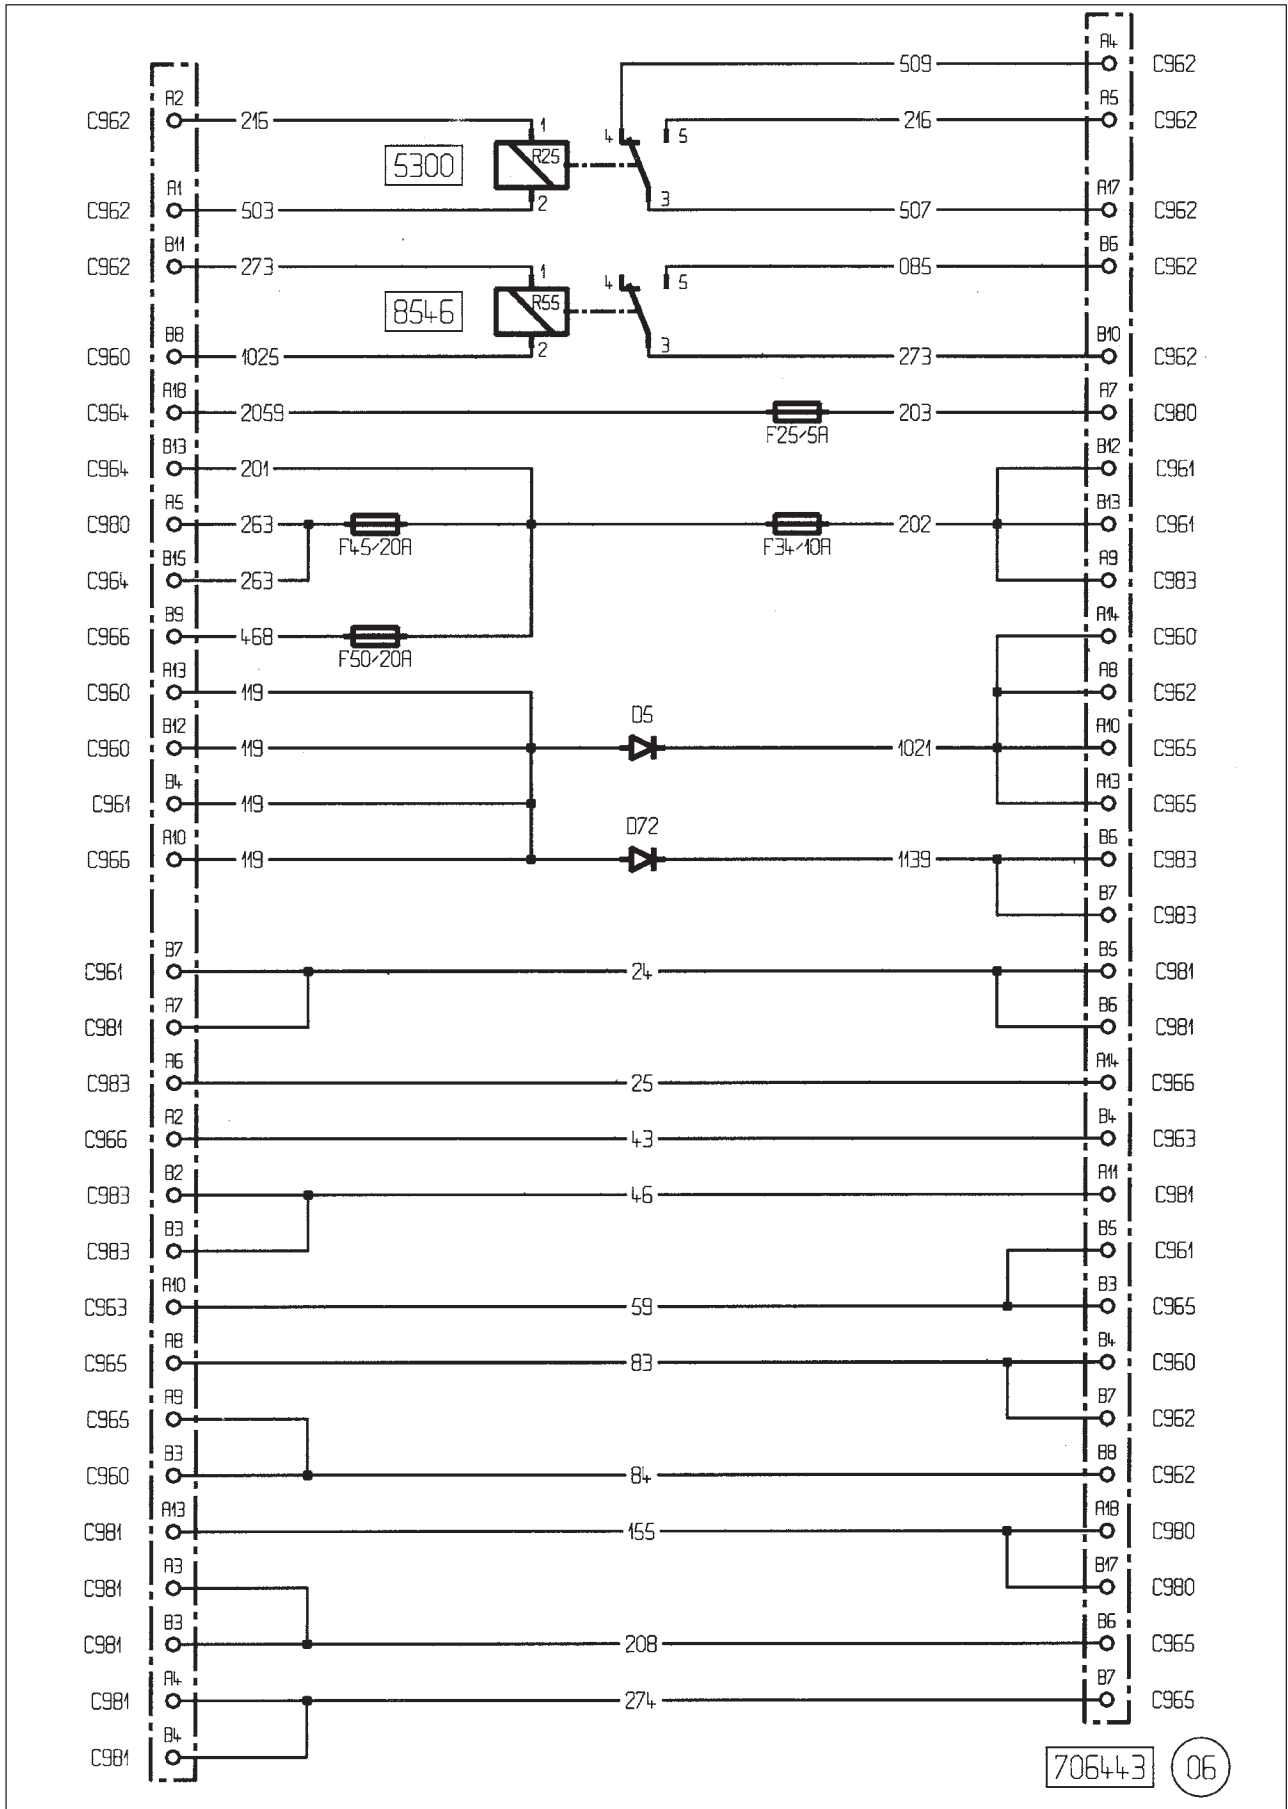 A4
509 C962
A2 A5
C962 216 1 4 5 216 C962
5300 R25
A1 2 3 A17
C962 503 507 C962
B11 B6
C962 273 1 4 5 085 C962
8546 R55
B8 2 3 B10
C960 1025 273 C962
A18 A7
C964 2059 203 C980
F25/5A
B13 B12
C964 201 C961
A5 B13
C980 263 202 C961
F45/20A F34/10A
B15 A9
C964 263 C983
B9 A14
C966 468 C960
F50/20A
A13 A8
C960 119 C962
B12 D5 A10
C960 119 1021 C965
B4 A13
C961 119 C965
A10 D72 B6
C966 119 1139 C983
B7
C983
B7 B5
C961 24 C981
A7 B6
C981 C981
A6 A14
C983 25 C966
A2 B4
C966 43 C963
B2 A11
C983 46 C981
B3 B5
C983 C961
A10 B3
C963 59 C965
A8 B4
C965 83 C960
A9 B7
C965 C962
B3 B8
C960 84 C962
A13 A18
C981 155 C980
A3 B17
C981 C980
B3 B6
C981 208 C965
A4 B7
C981 274 C965
B4
C981
706443 06